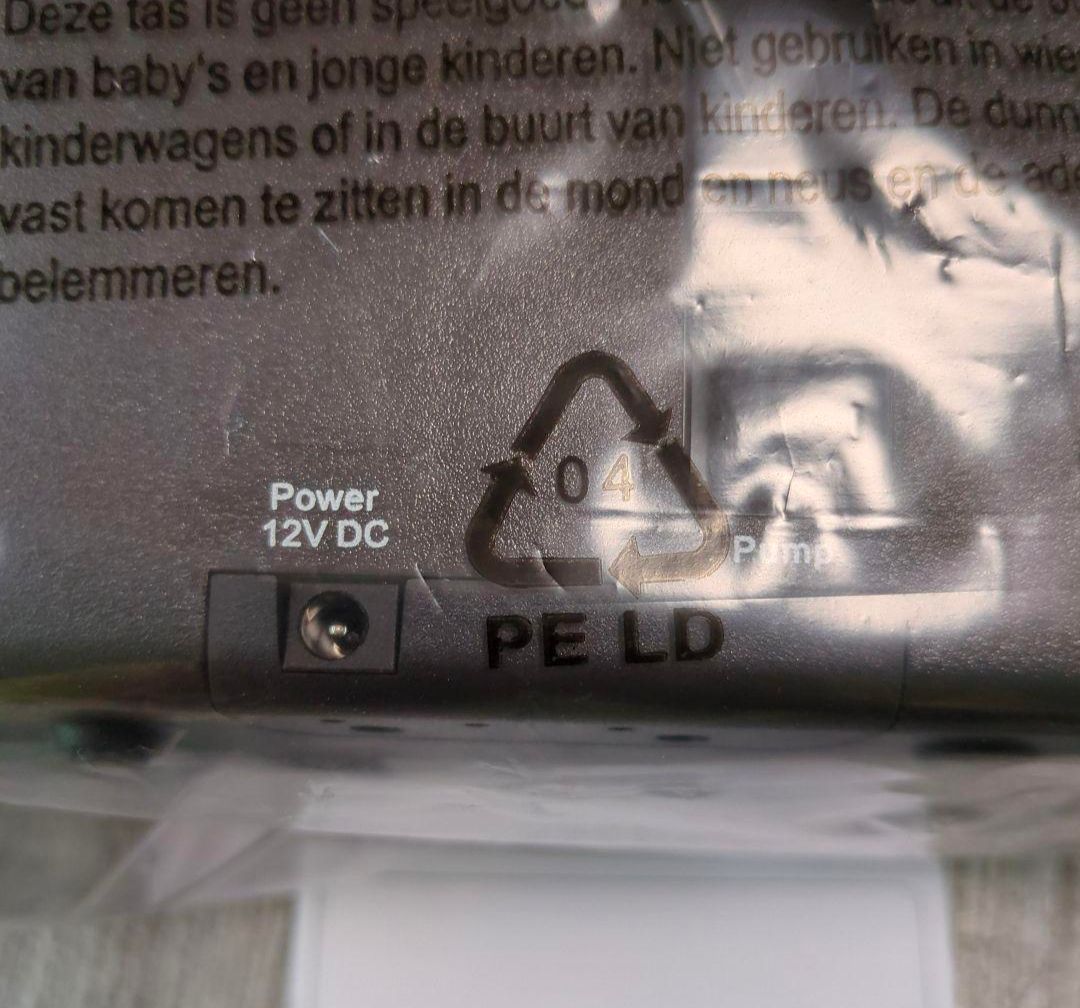 Deze tas is geen speelgoed
van baby's en jonge kinderen. Niet gebruiken in
kinderwagens of in de buurt van kinderen. De
vast komen te zitten in de mond en neus en de
belemmeren.
04
Power
12V DC
Pump
PE LD